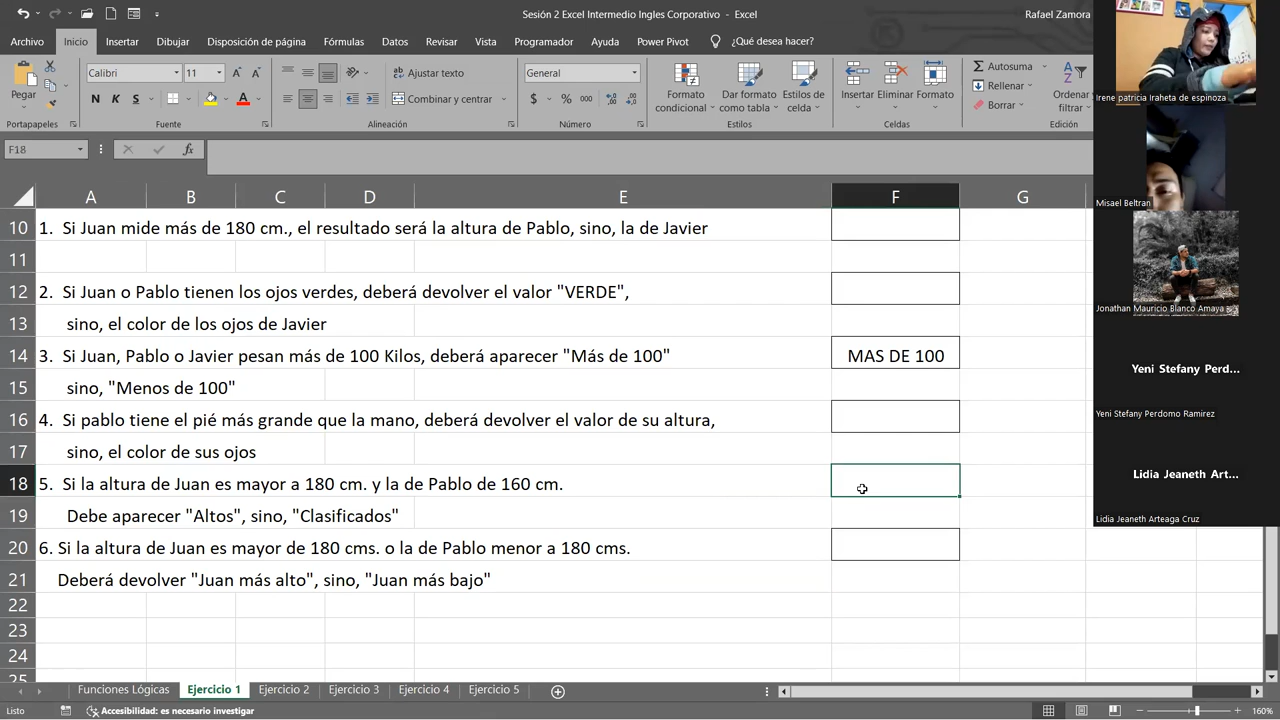 Sesión 2 Excel Intermedio Ingles Corporativo - Excel
Rafael Zamora
Archivo Inicio Insertar Dibujar Disposición de página Fórmulas Datos Revisar Vista Programador Ayuda Power Pivot ¿Qué desea hacer?
Pegar
Calibri 11
N K S
Ajustar texto
Combinar y centrar
General
$ % 000
Formato condicional
Dar formato como tabla
Estilos de celda
Insertar Eliminar Formato
Autosuma
Rellenar
Borrar
Ordenar filtrar
Portapapeles Fuente Alineación Número Estilos Celdas Edición
F18
fx
A B C D E F G
10 1. Si Juan mide más de 180 cm., el resultado será la altura de Pablo, sino, la de Javier
11
12 2. Si Juan o Pablo tienen los ojos verdes, deberá devolver el valor "VERDE",
13 sino, el color de los ojos de Javier
14 3. Si Juan, Pablo o Javier pesan más de 100 Kilos, deberá aparecer "Más de 100" MAS DE 100
15 sino, "Menos de 100"
16 4. Si pablo tiene el pié más grande que la mano, deberá devolver el valor de su altura,
17 sino, el color de sus ojos
18 5. Si la altura de Juan es mayor a 180 cm. y la de Pablo de 160 cm.
19 Debe aparecer "Altos", sino, "Clasificados"
20 6. Si la altura de Juan es mayor de 180 cms. o la de Pablo menor a 180 cms.
21 Deberá devolver "Juan más alto", sino, "Juan más bajo"
22
23
24
25
Funciones Lógicas Ejercicio 1 Ejercicio 2 Ejercicio 3 Ejercicio 4 Ejercicio 5
Listo
Accesibilidad: es necesario investigar
160%
Irene patricia Iraheta de espinoza
Misael Beltran
Jonathan Mauricio Blanco Amaya
Yeni Stefany Perd...
Yeni Stefany Perdomo Ramirez
Lidia Jeaneth Art...
Lidia Jeaneth Arteaga Cruz